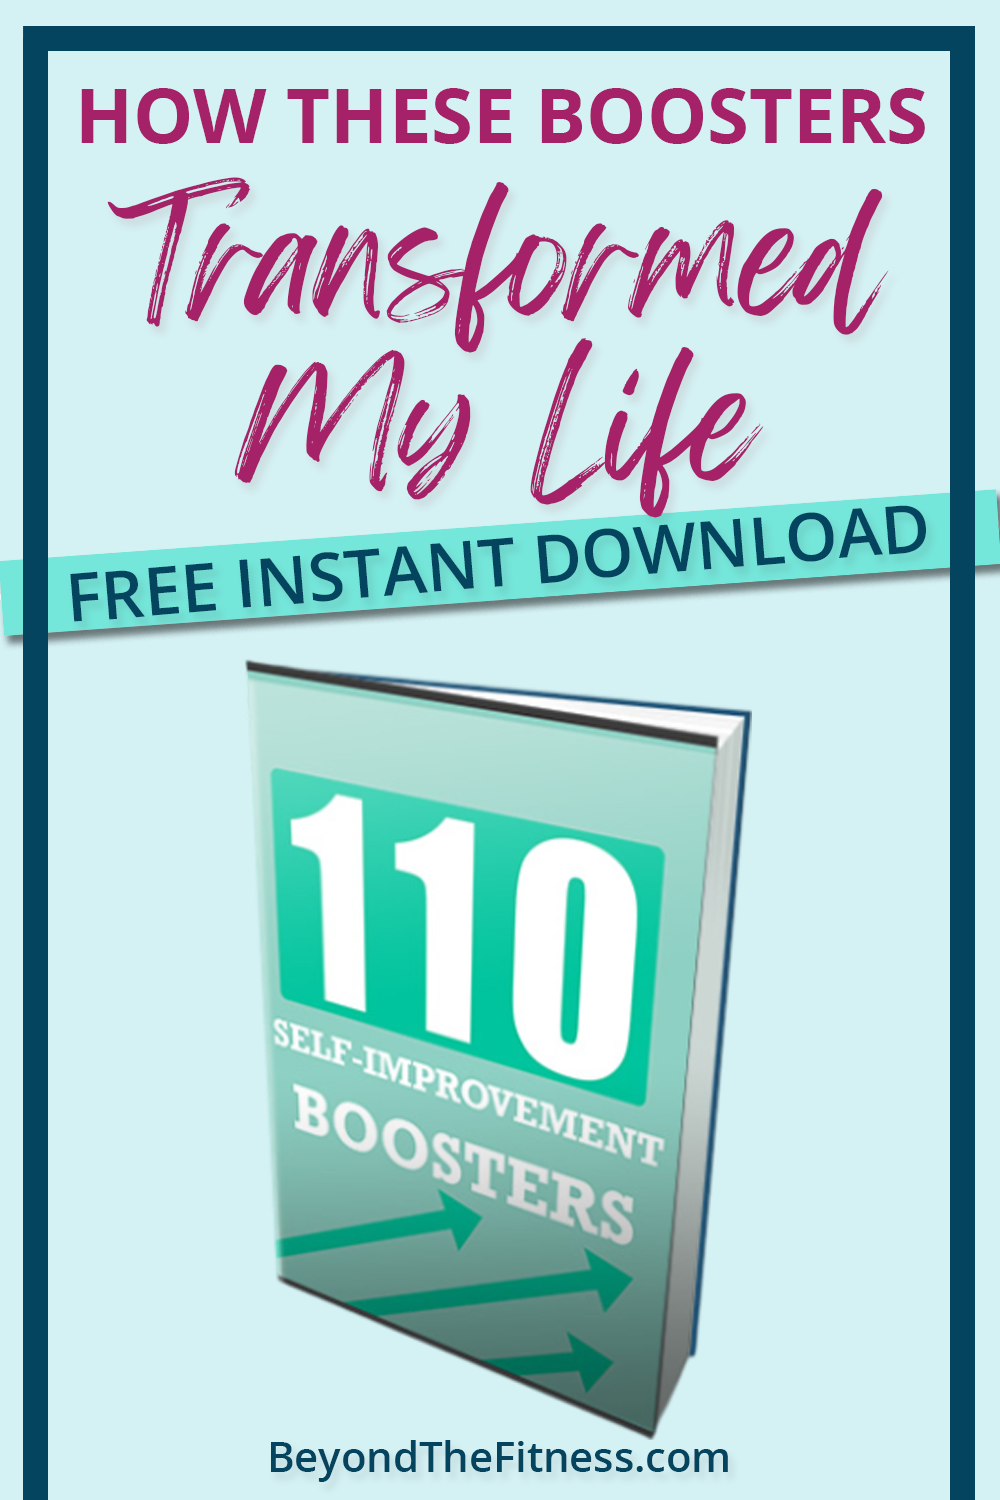 HOW THESE BOOSTERS
Transformed
My Life
FREE INSTANT DOWNLOAD
110
SELF-IMPROVEMENT
BOOSTERS
BeyondTheFitness.com